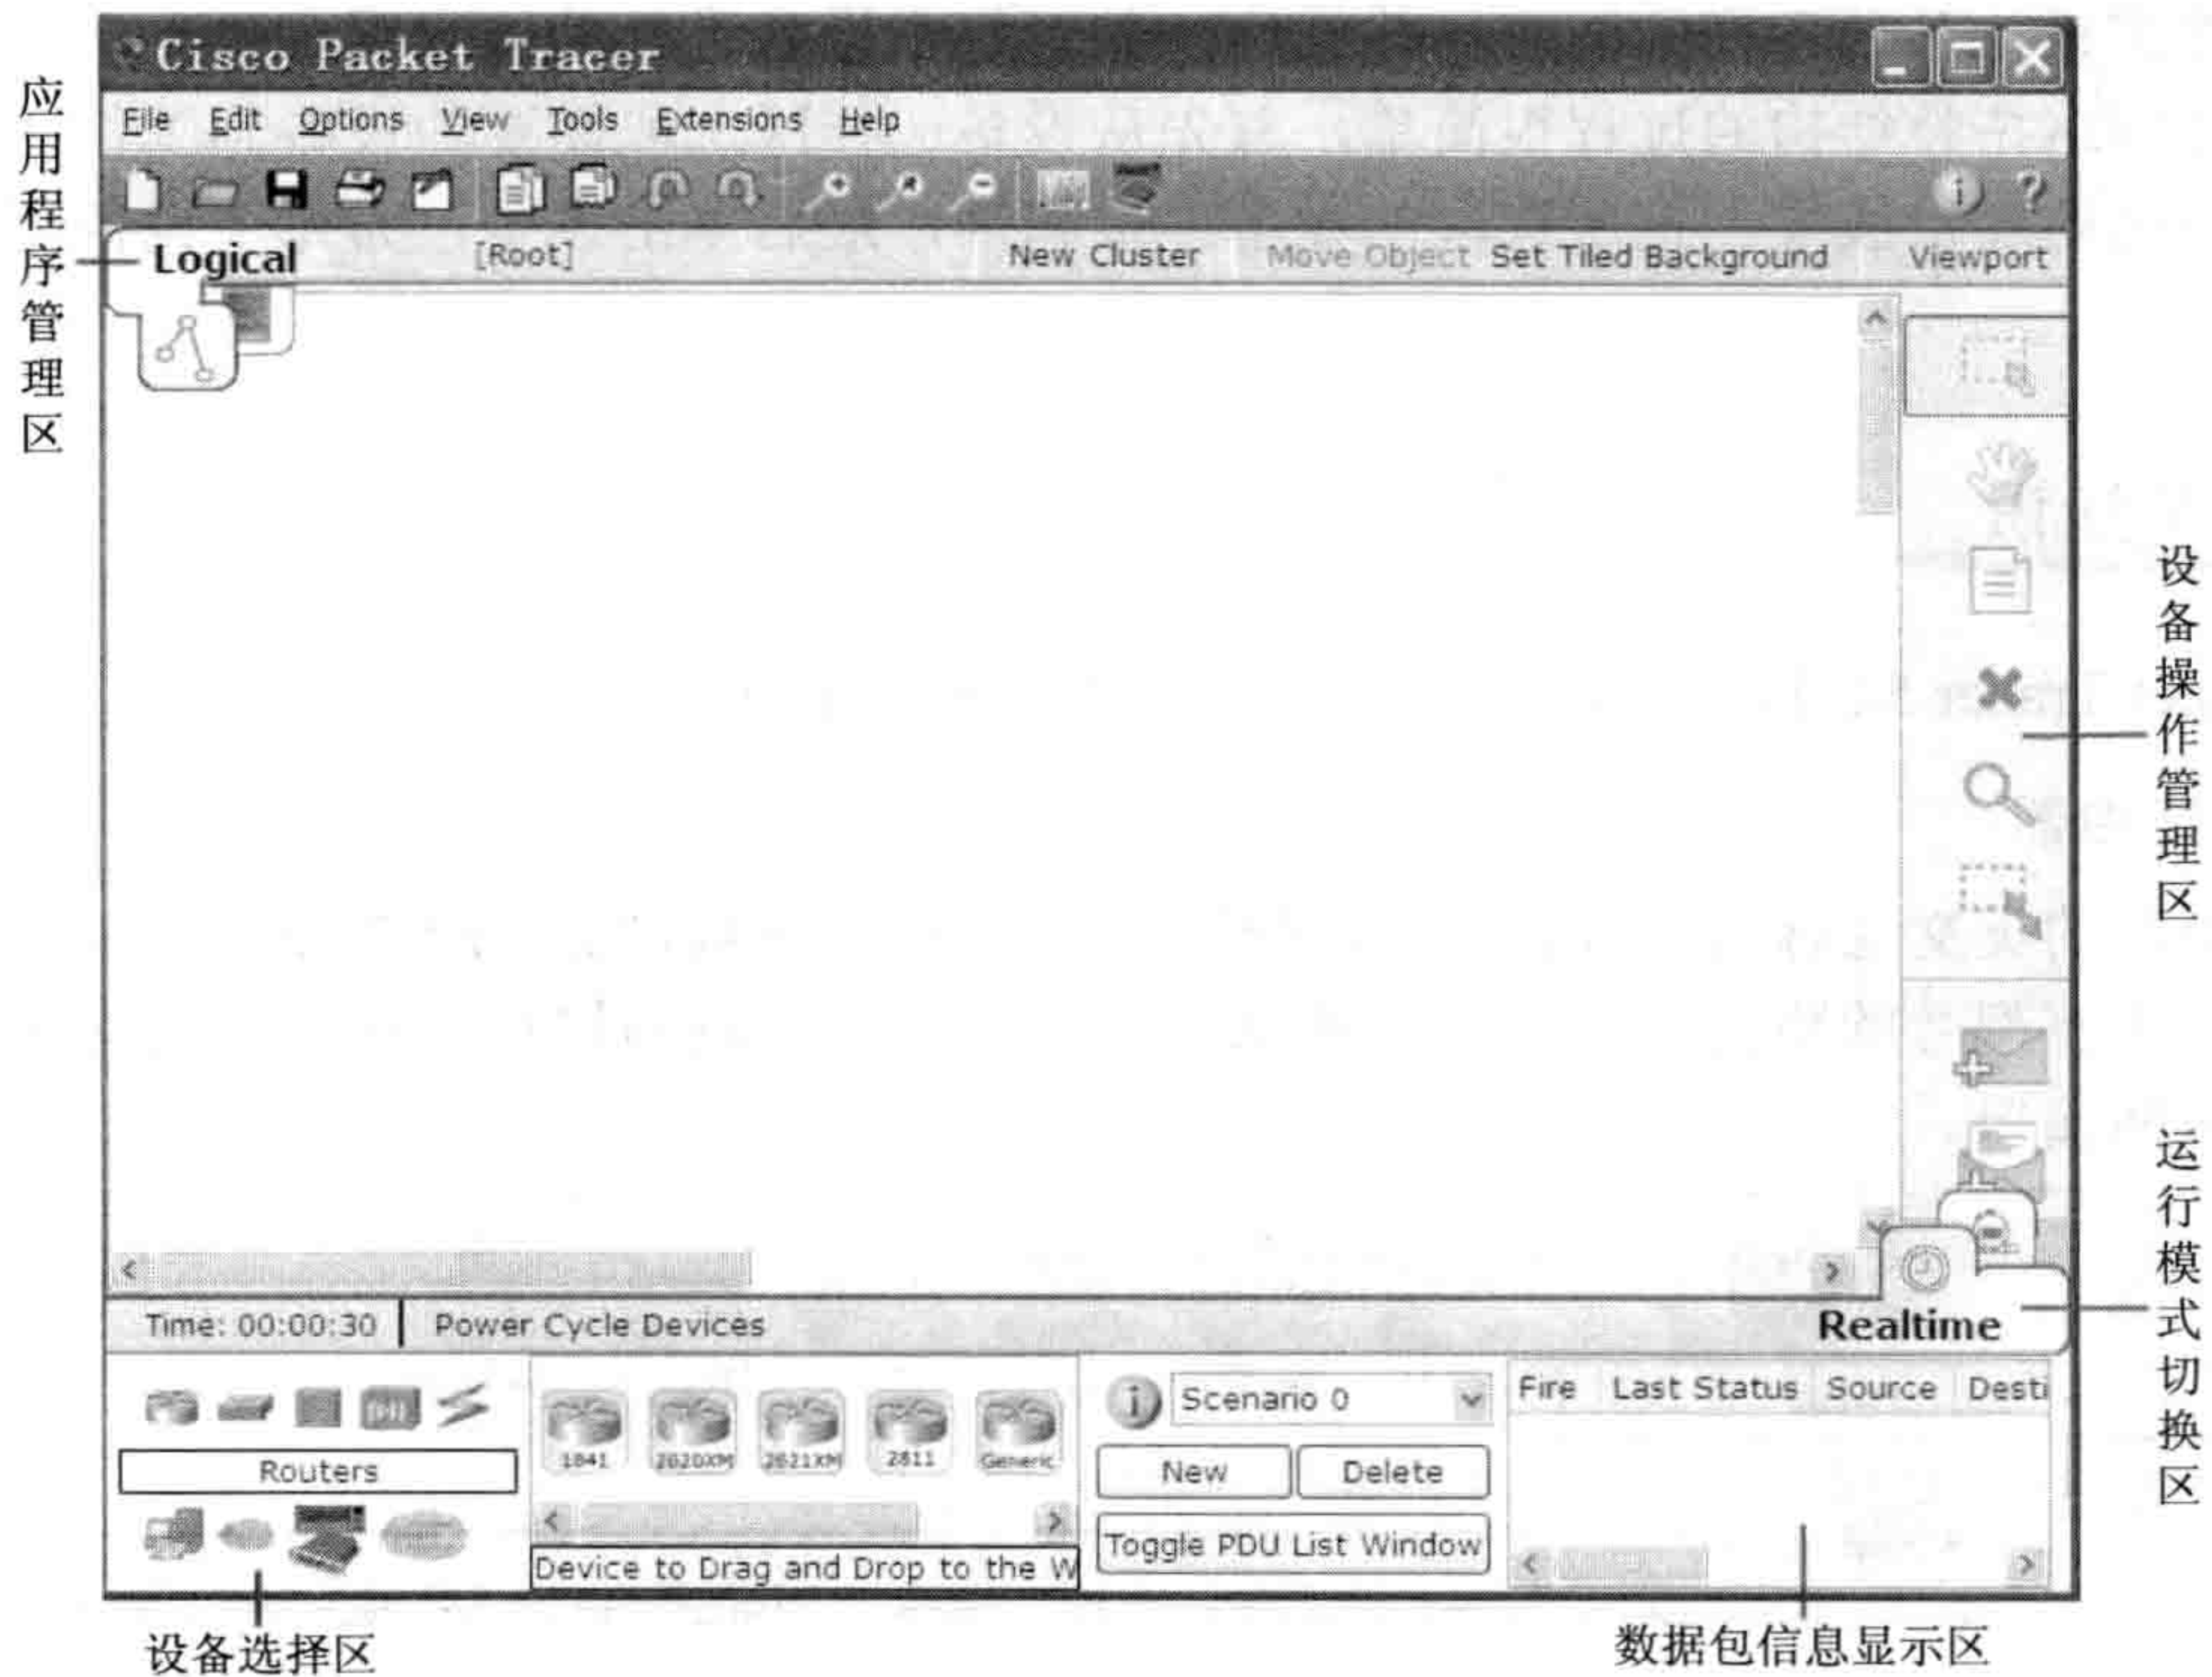 Cisco Packet Tracer
File Edit Options View Tools Extensions Help
应用程序管理区
Logical [Root] New Cluster Move Object Set Tiled Background Viewport
设备操作管理区
运行模式切换区
Time: 00:00:30 Power Cycle Devices Realtime
Routers
1841 2620XM 2621XM 2811 Generic
Device to Drag and Drop to the W
Scenario 0
New Delete
Toggle PDU List Window
Fire Last Status Source Desti
设备选择区
数据包信息显示区